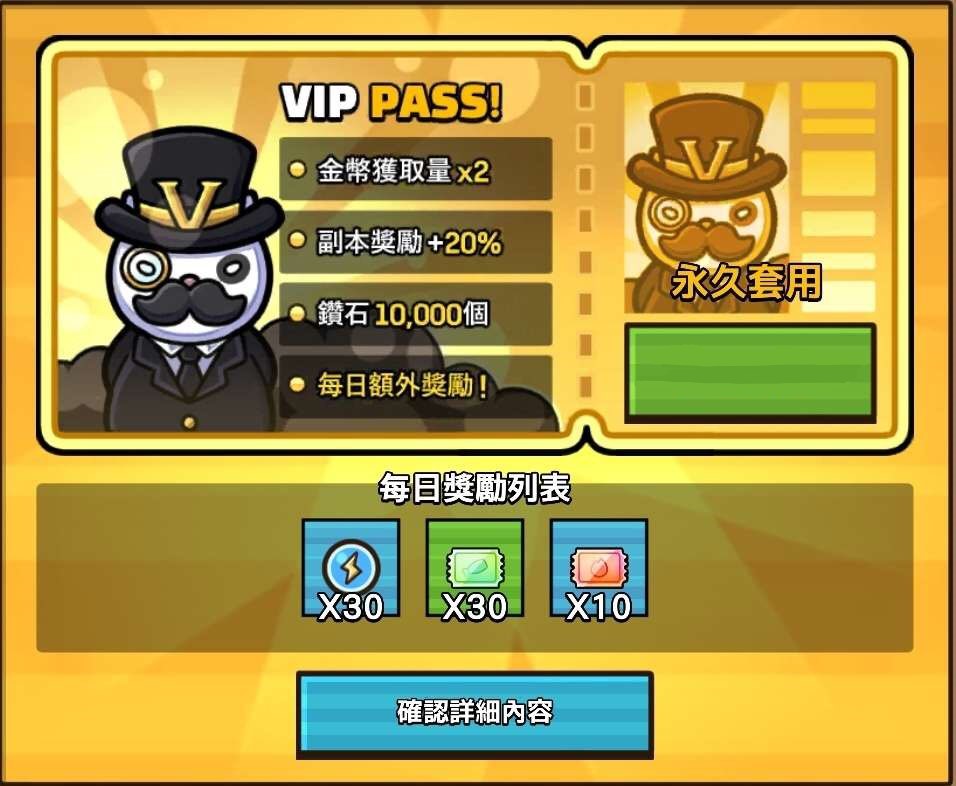 VIP PASS!
V
金幣獲取量 x2
副本獎勵 +20%
鑽石 10,000個
每日額外獎勵!
V
永久套用
每日獎勵列表
X30
X30
X10
確認詳細內容